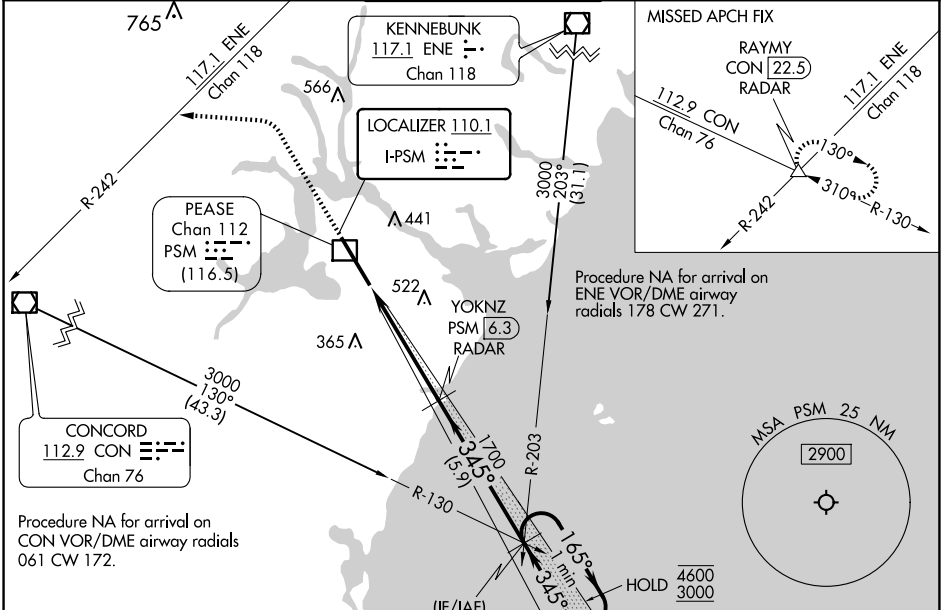 765
117.1 ENE
Chan 118
KENNEBUNK
117.1 ENE
Chan 118
566
LOCALIZER 110.1
I-PSM
R-242
PEASE
Chan 112
PSM
(116.5)
441
3000
203°
(31.1)
522
365
YOKNZ
PSM 6.3
RADAR
3000
130°
(43.3)
CONCORD
112.9 CON
Chan 76
R-130
R-203
1700
345°
(5.9)
Procedure NA for arrival on
CON VOR/DME airway radials
061 CW 172.
165°
1 min
345°
HOLD
4600
3000
(IF/IAF)
MISSED APCH FIX
RAYMY
CON 22.5
RADAR
117.1 ENE
Chan 118
112.9 CON
Chan 76
130°
310°
R-130
R-242
Procedure NA for arrival on
ENE VOR/DME airway
radials 178 CW 271.
MSA PSM 25 NM
2900